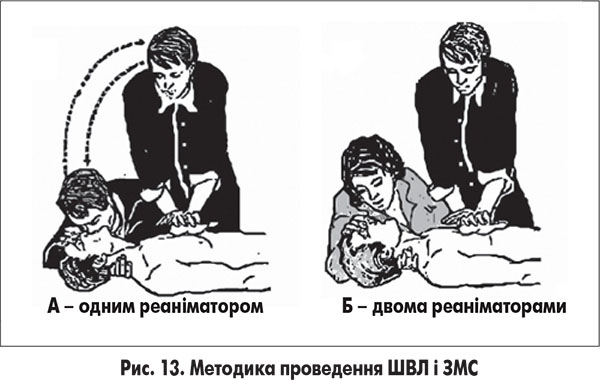 А – одним реаніматором
Б – двома реаніматорами
Рис. 13. Методика проведення ШВЛ і ЗМС